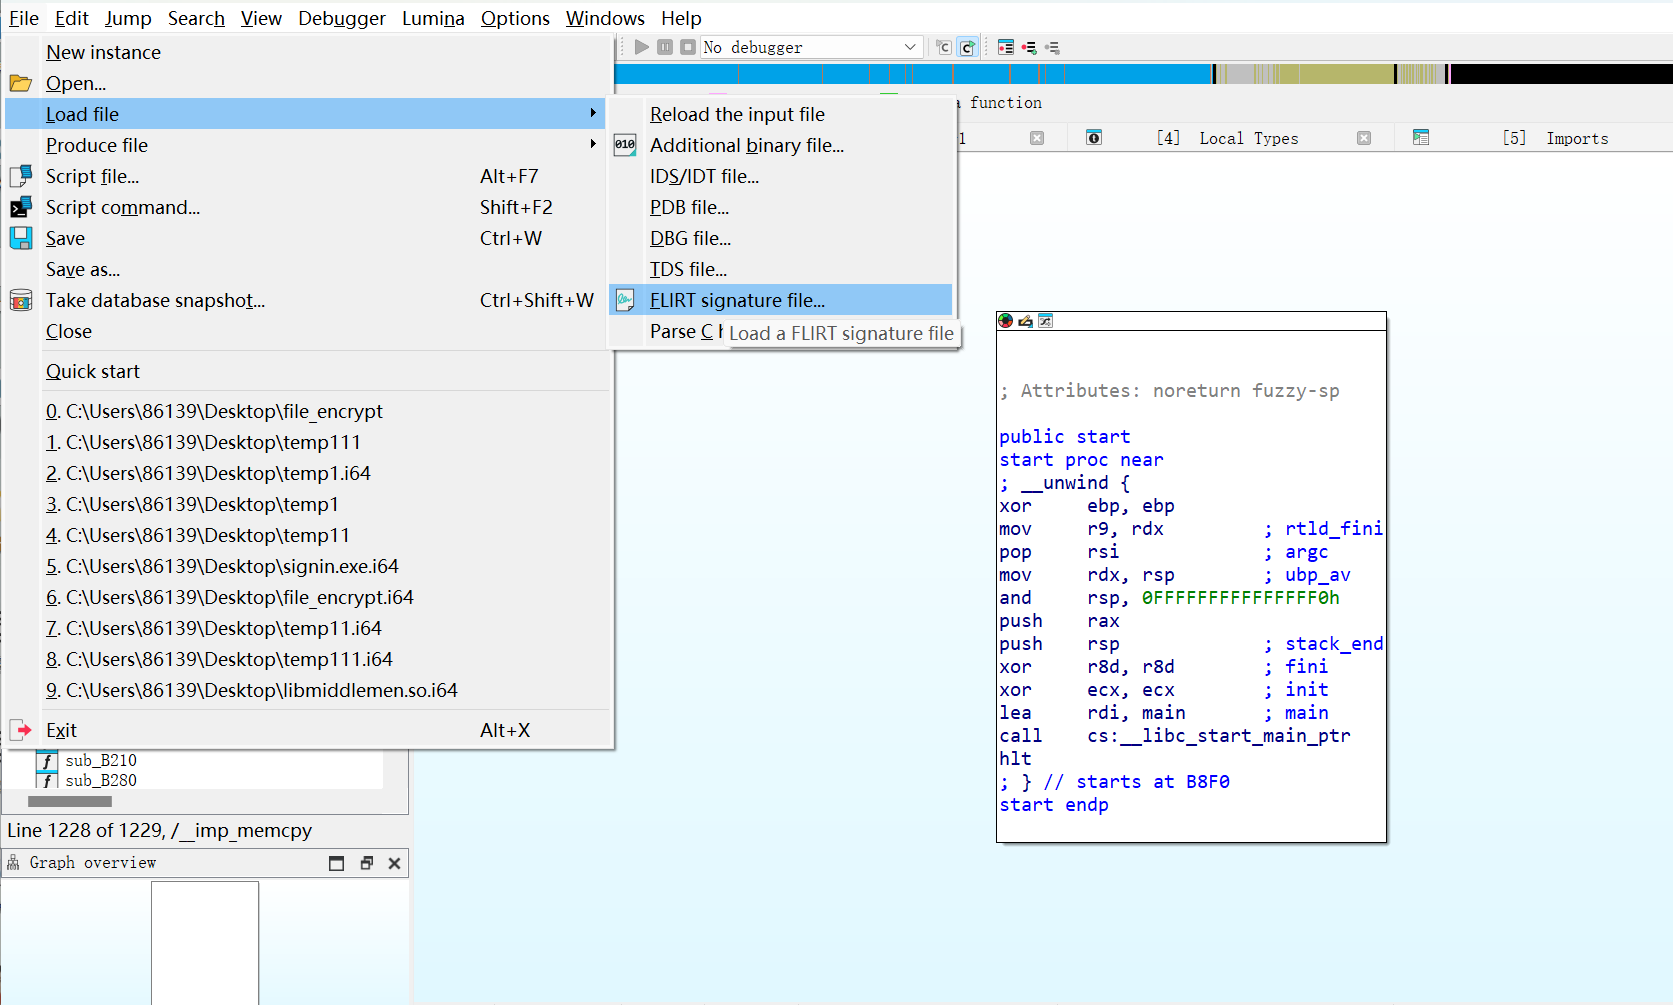 File Edit Jump Search View Debugger Lumina Options Windows Help
New instance
Open...
Load file
Produce file
Script file... Alt+F7
Script command... Shift+F2
Save Ctrl+W
Save as...
Take database snapshot... Ctrl+Shift+W
Close
Quick start
0. C:\Users\86139\Desktop\file_encrypt
1. C:\Users\86139\Desktop\temp111
2. C:\Users\86139\Desktop\temp1.i64
3. C:\Users\86139\Desktop\temp1
4. C:\Users\86139\Desktop\temp11
5. C:\Users\86139\Desktop\signin.exe.i64
6. C:\Users\86139\Desktop\file_encrypt.i64
7. C:\Users\86139\Desktop\temp11.i64
8. C:\Users\86139\Desktop\temp111.i64
9. C:\Users\86139\Desktop\libmiddlemen.so.i64
Exit Alt+X
Reload the input file
010 Additional binary file...
IDS/IDT file...
PDB file...
DBG file...
TDS file...
FLIRT signature file...
Parse C h
Load a FLIRT signature file
No debugger
function
1 [4] Local Types [5] Imports
; Attributes: noreturn fuzzy-sp
public start
start proc near
; __unwind {
xor ebp, ebp
mov r9, rdx ; rtld_fini
pop rsi ; argc
mov rdx, rsp ; ubp_av
and rsp, 0FFFFFFFFFFFFFFF0h
push rax
push rsp ; stack_end
xor r8d, r8d ; fini
xor ecx, ecx ; init
lea rdi, main ; main
call cs:__libc_start_main_ptr
hlt
; } // starts at B8F0
start endp
f sub_B210
f sub_B280
Line 1228 of 1229, /__imp_memcpy
Graph overview